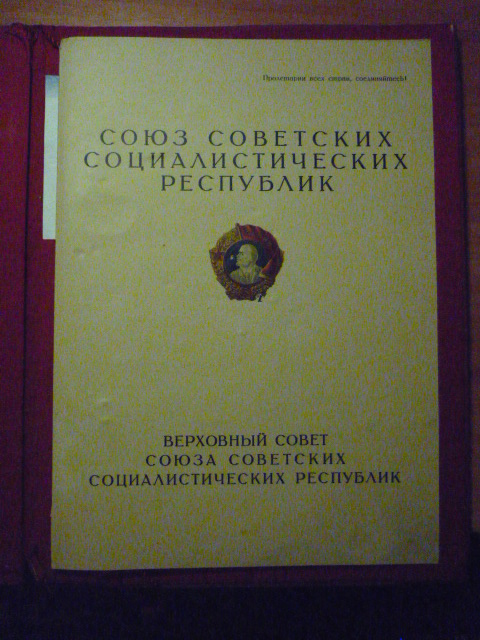 Пролетарии всех стран, соединяйтесь!
СОЮЗ СОВЕТСКИХ
СОЦИАЛИСТИЧЕСКИХ
РЕСПУБЛИК
ВЕРХОВНЫЙ СОВЕТ
СОЮЗА СОВЕТСКИХ
СОЦИАЛИСТИЧЕСКИХ РЕСПУБЛИК